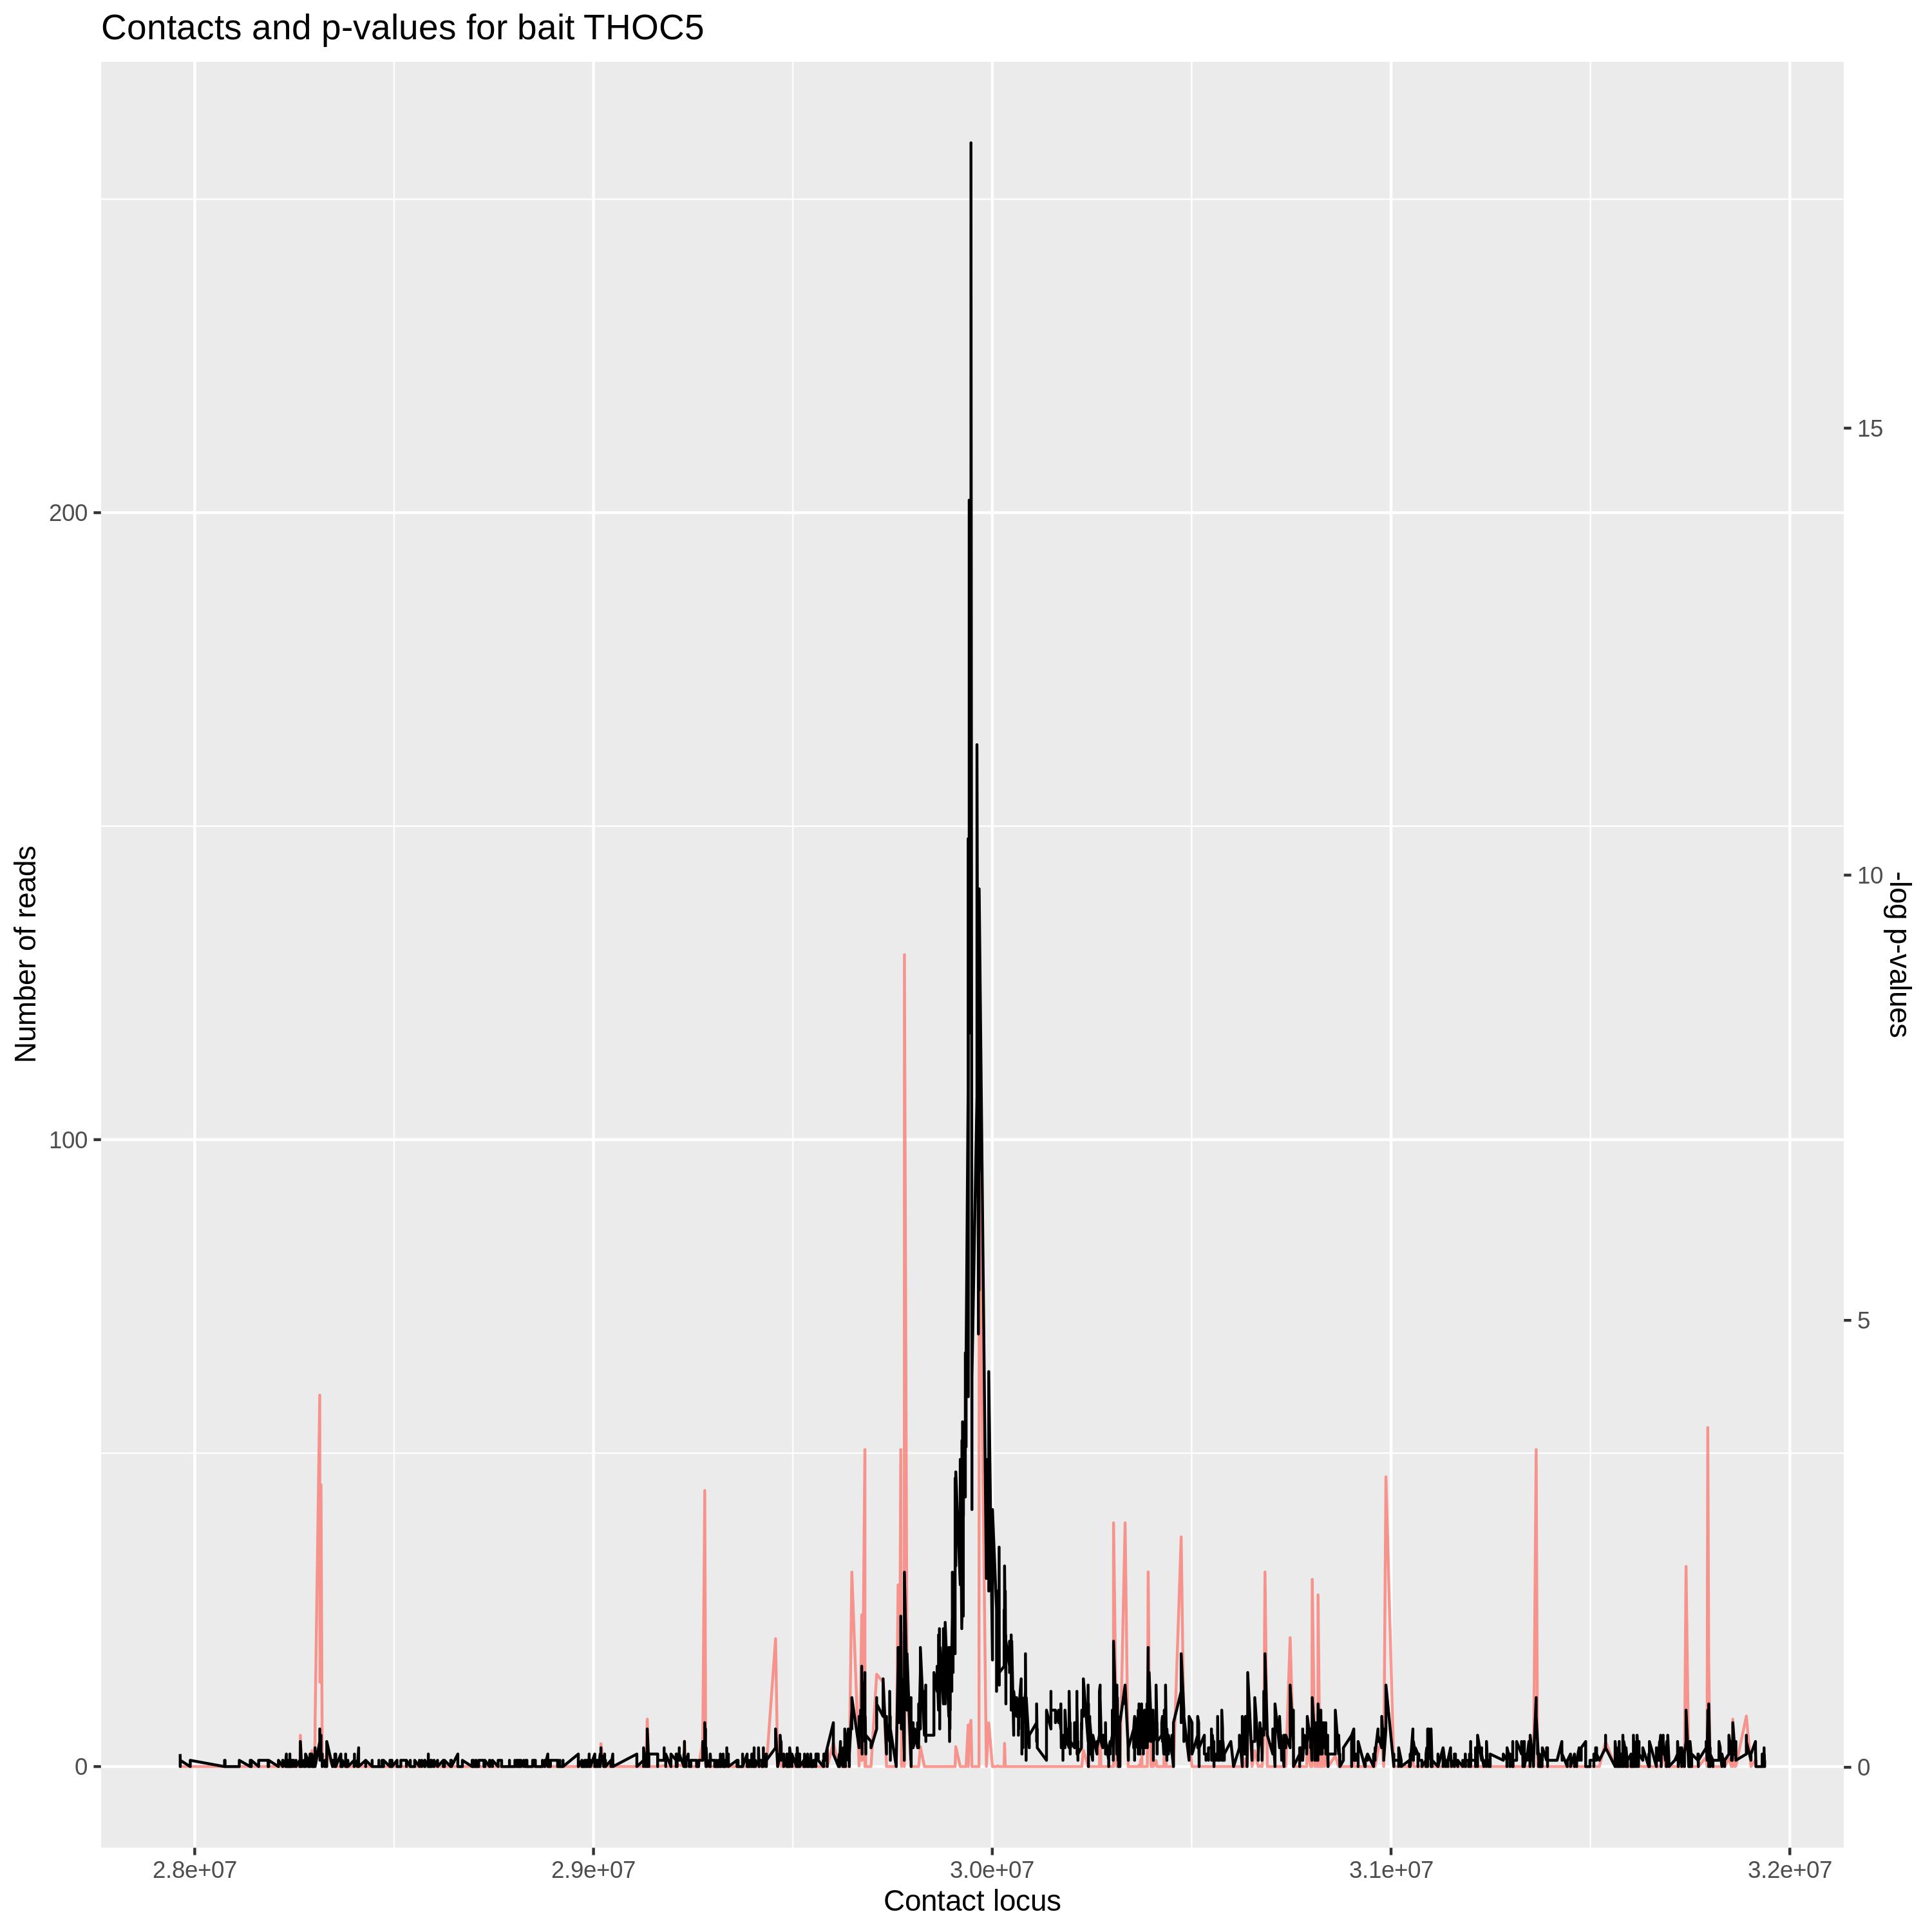 Contacts and p-values for bait THOC5
Number of reads
200
100
0
15
10
5
0
-log p-values
2.8e+07
2.9e+07
3.0e+07
3.1e+07
3.2e+07
Contact locus